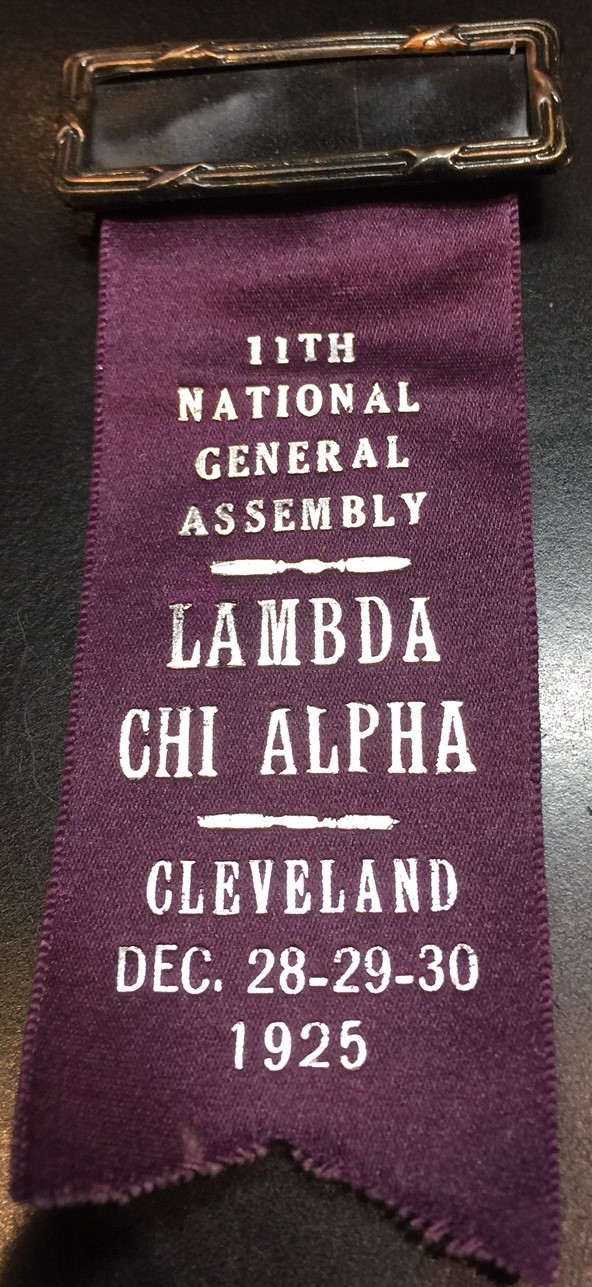 11TH
NATIONAL
GENERAL
ASSEMBLY
LAMBDA
CHI ALPHA
CLEVELAND
DEC. 28-29-30
1925